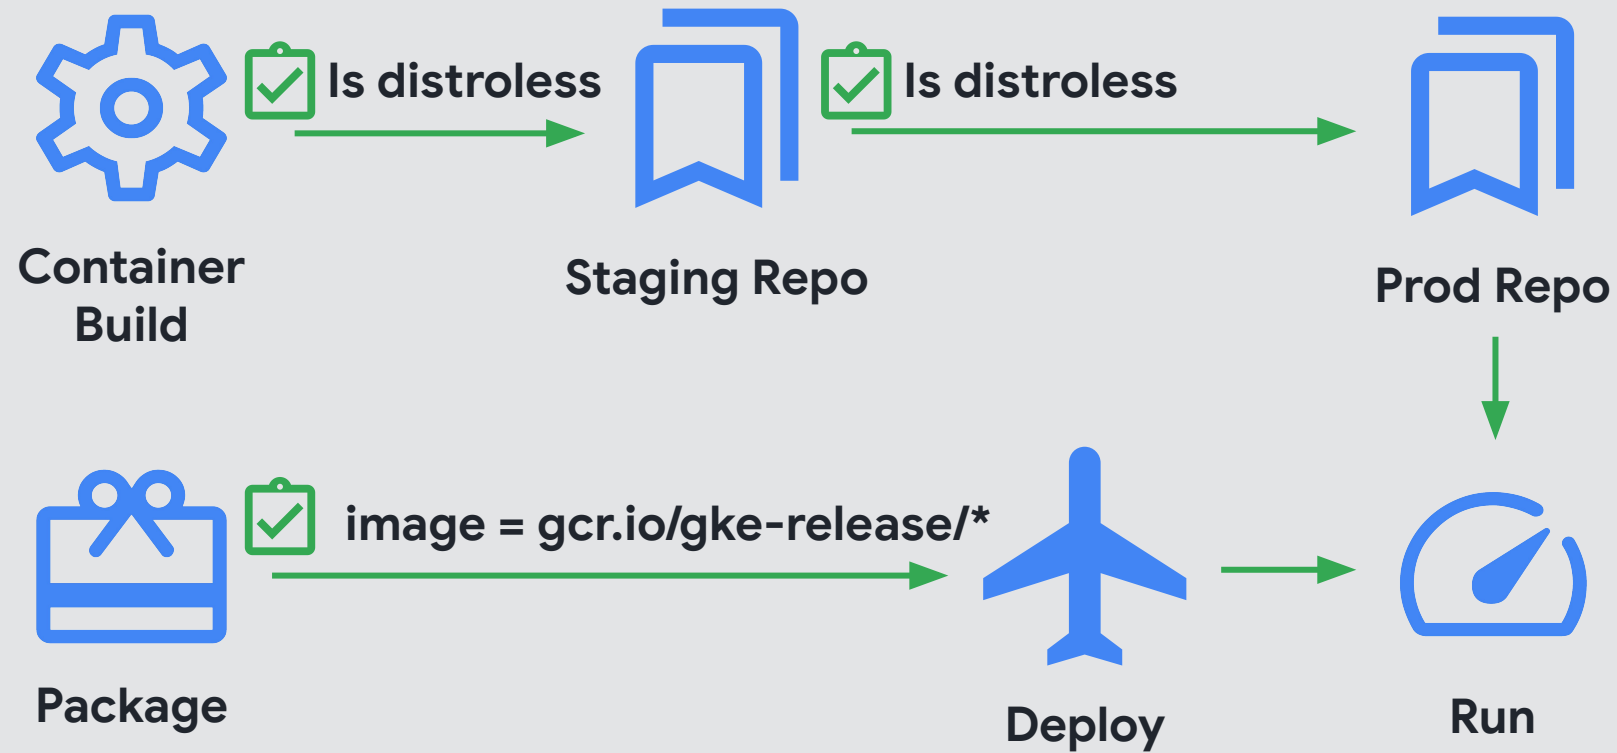 Is distroless
Is distroless
Container
Build
Staging Repo
Prod Repo
image = gcr.io/gke-release/*
Package
Deploy
Run